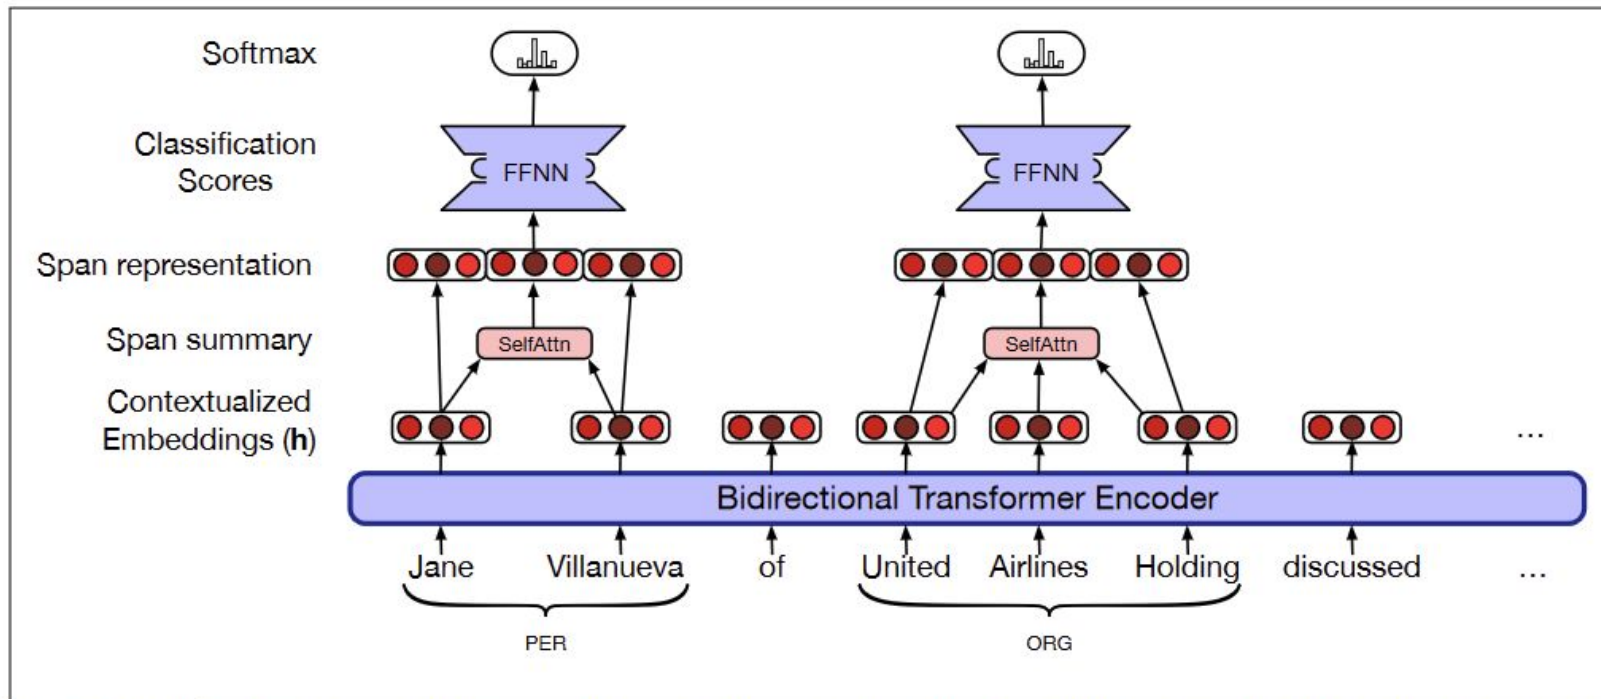 Softmax
Classification
Scores
FFNN
FFNN
Span representation
Span summary
SelfAttn
SelfAttn
Contextualized
Embeddings (h)
...
Bidirectional Transformer Encoder
Jane Villanueva of United Airlines Holding discussed ...
PER
ORG